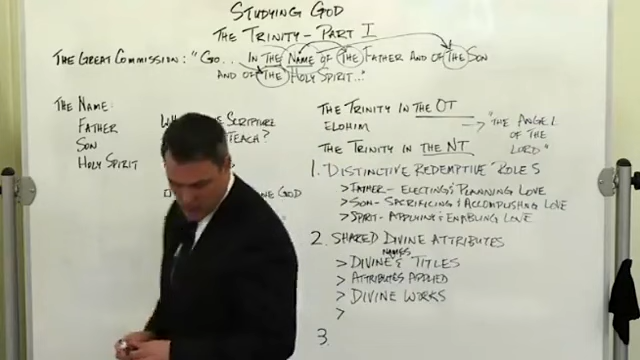 STUDYING GOD
THE TRINITY - PART I
THE GREAT COMMISSION: "GO... IN THE NAME OF THE FATHER AND OF THE SON
AND OF THE HOLY SPIRIT..."
THE NAME:
FATHER
SON
HOLY SPIRIT
SCRIPTURE
TEACH?
GOD
THE TRINITY IN THE OT
ELOHIM --> "THE ANGEL
OF THE
LORD"
THE TRINITY IN THE NT
1. DISTINCTIVE REDEMPTIVE ROLES
> FATHER - ELECTING & PLANNING LOVE
> SON - SACRIFICING & ACCOMPLISHING LOVE
> SPIRIT - APPLYING & ENABLING LOVE
2. SHARED DIVINE ATTRIBUTES
NAMES
> DIVINE & TITLES
> ATTRIBUTES APPLIED
> DIVINE WORKS
>
3.